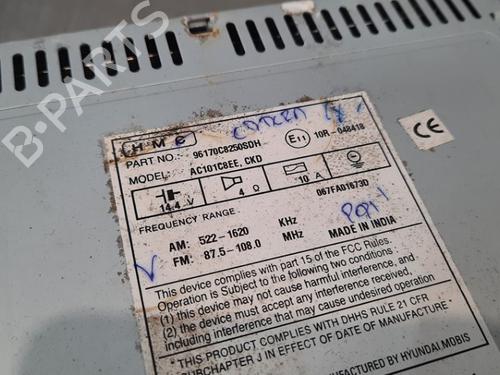 B-PARTS
HMC
PART NO. : 96170C8250SDH
MODEL: AC101C8EE, CKD
E11 10R-048418
CE
14.4 V
4 Ω
10 A
067FA01673D
FREQUENCY RANGE
AM: 522-1620 KHz
FM: 87.5-108.0 MHz
MADE IN INDIA
This device complies with part 15 of the FCC Rules.
Operation is Subject to the following two conditions:
(1) this device may not cause harmful interference, and
(2) the device must accept any interference received,
including interference that may cause undesired operation
* THIS PRODUCT COMPLIES WITH DHHS RULE 21 CFR
SUBCHAPTER J IN EFFECT OF DATE OF MANUFACTURE *
MANUFACTURED BY HYUNDAI MOBIS